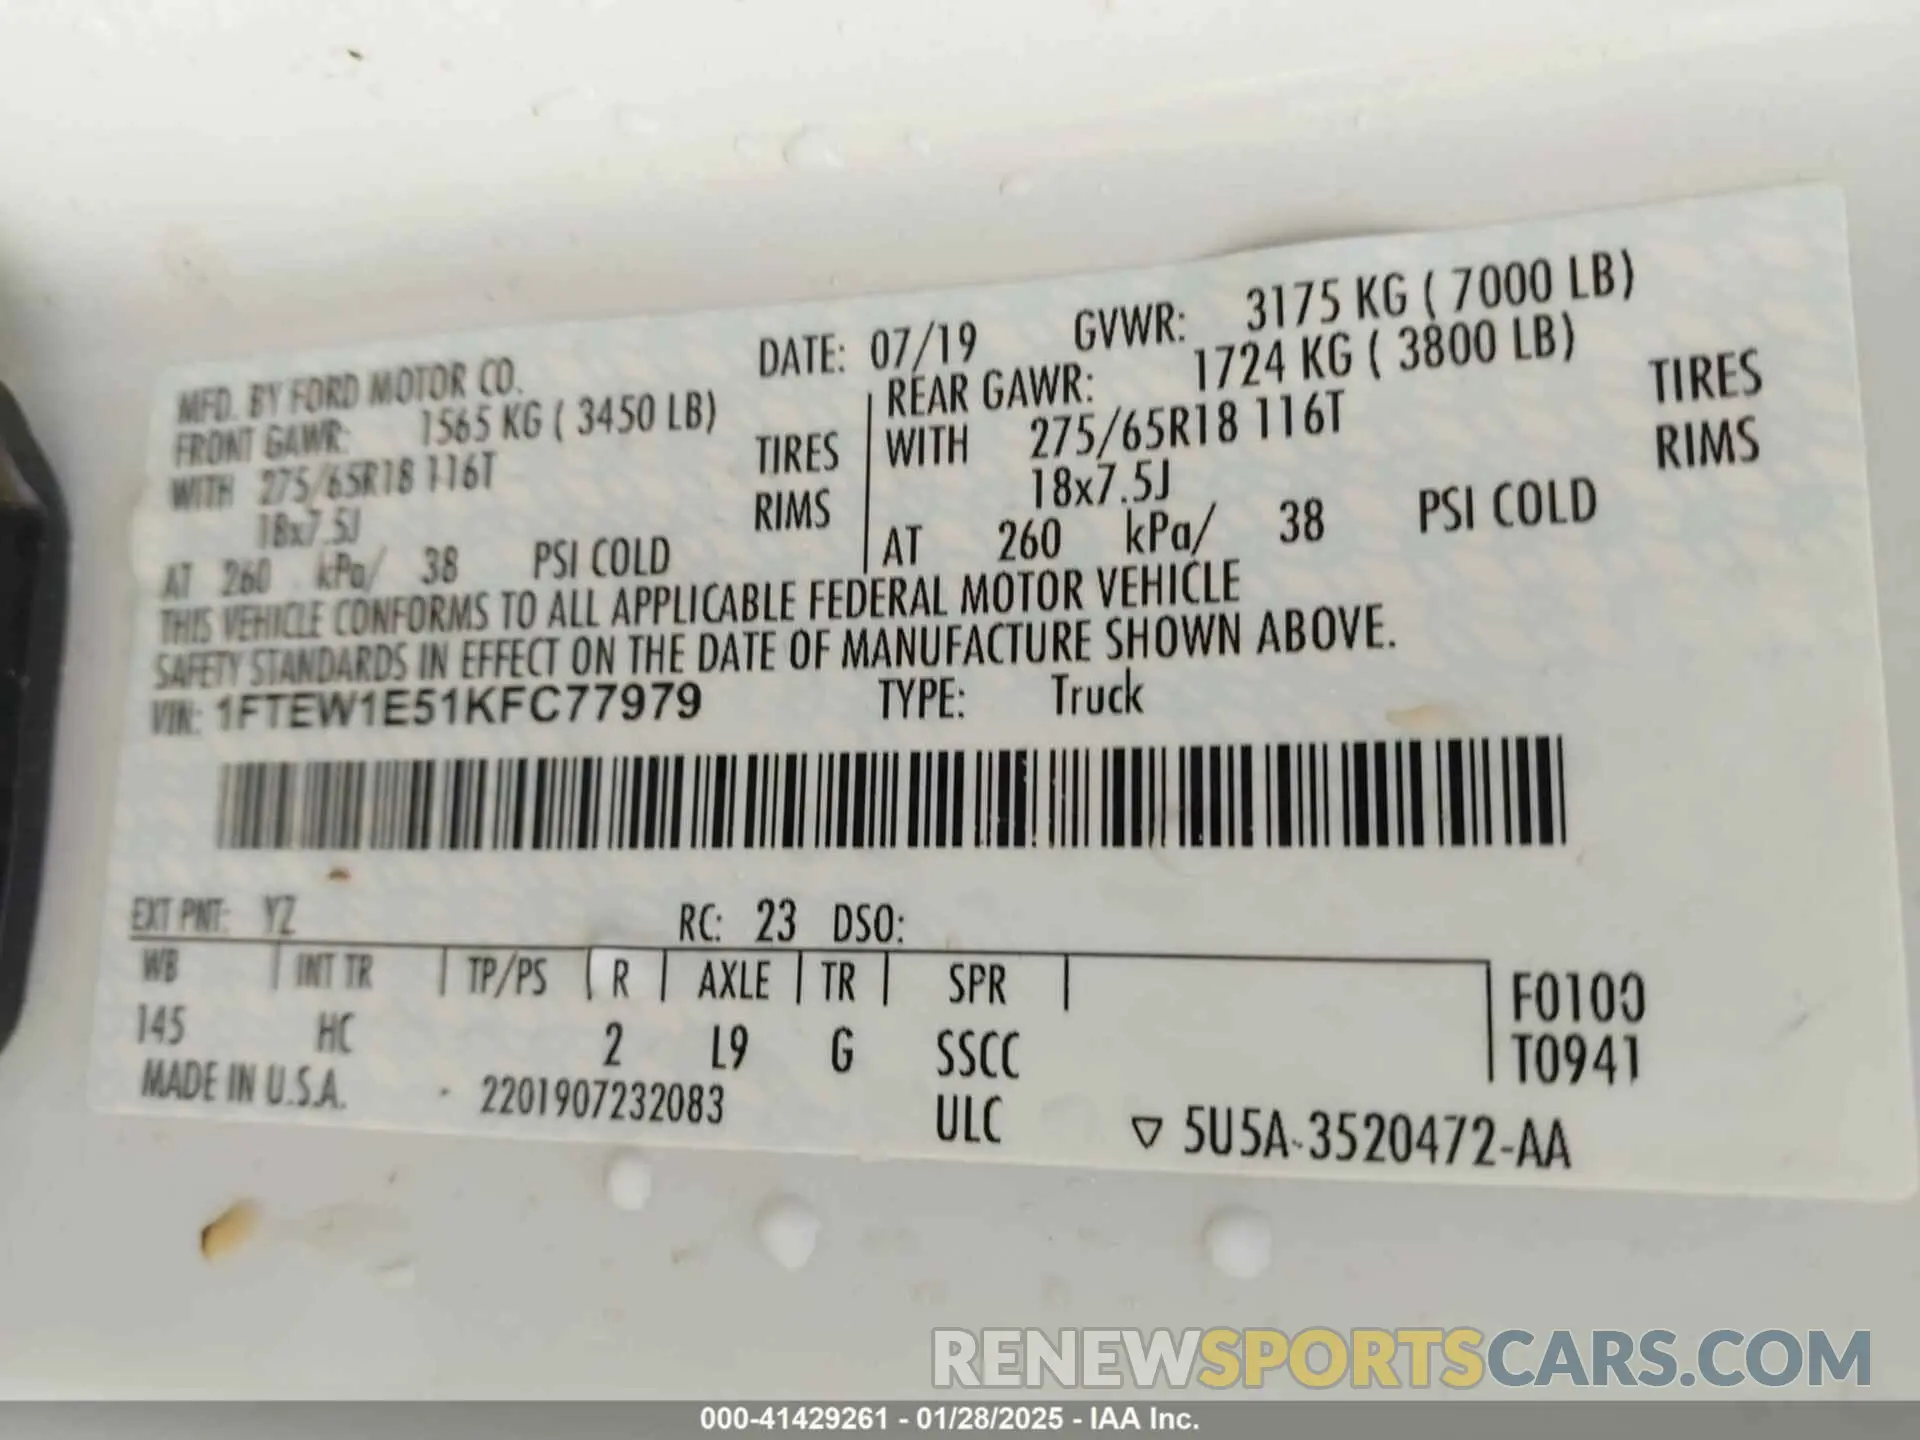 MFD. BY FORD MOTOR CO. DATE: 07/19 GVWR: 3175 KG ( 7000 LB)
FRONT GAWR: 1565 KG ( 3450 LB) REAR GAWR: 1724 KG ( 3800 LB)
WITH 275/65R18 116T TIRES WITH 275/65R18 116T TIRES
18x7.5J RIMS 18x7.5J RIMS
AT 260 kPa/ 38 PSI COLD AT 260 kPa/ 38 PSI COLD
THIS VEHICLE CONFORMS TO ALL APPLICABLE FEDERAL MOTOR VEHICLE
SAFETY STANDARDS IN EFFECT ON THE DATE OF MANUFACTURE SHOWN ABOVE.
VIN: 1FTEW1E51KFC77979 TYPE: Truck
EXT PNT: YZ RC: 23 DSO:
WB INT TR TP/PS R AXLE TR SPR F0100
145 HC 2 L9 G SSCC T0941
MADE IN U.S.A. - 2201907232083 ULC ▽ 5U5A-3520472-AA
RENEWSPORTSCARS.COM
000-41429261 - 01/28/2025 - IAA Inc.